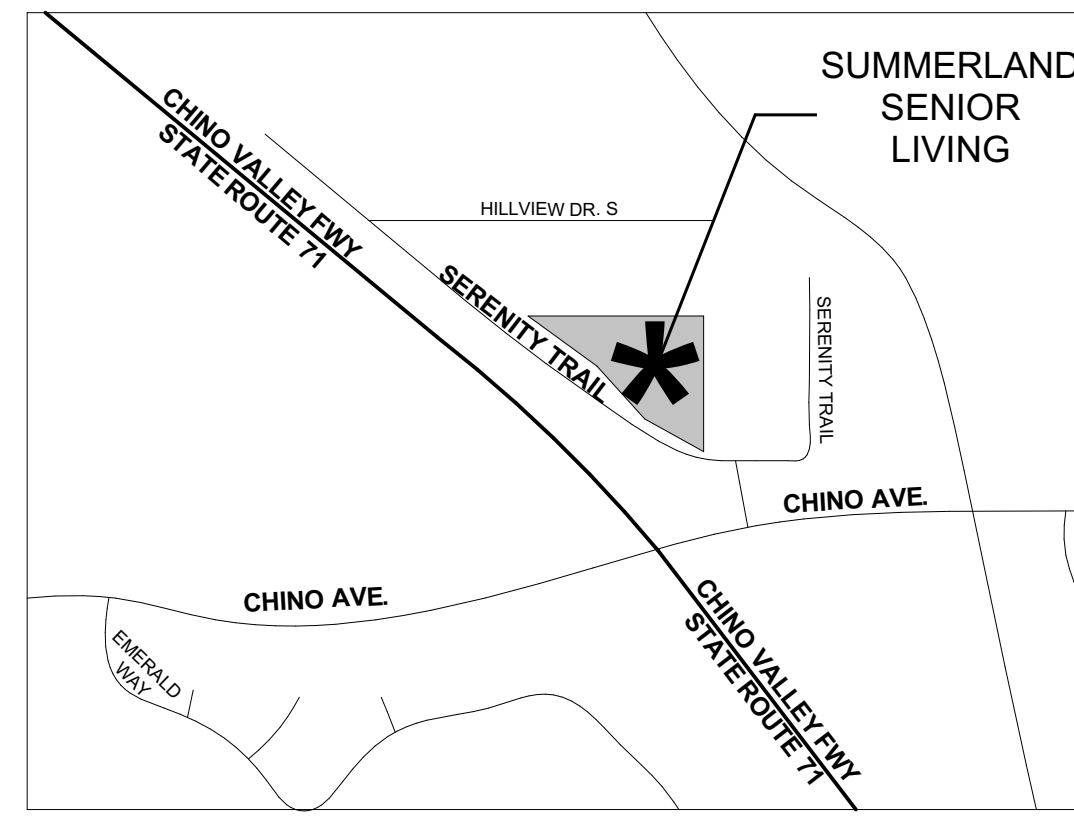 SUMMERLAND
SENIOR
LIVING
CHINO VALLEY FWY
STATE ROUTE 71
HILLVIEW DR. S
SERENITY TRAIL
SERENITY TRAIL
CHINO AVE.
CHINO AVE.
EMERALD
WAY
CHINO VALLEY FWY
STATE ROUTE 71